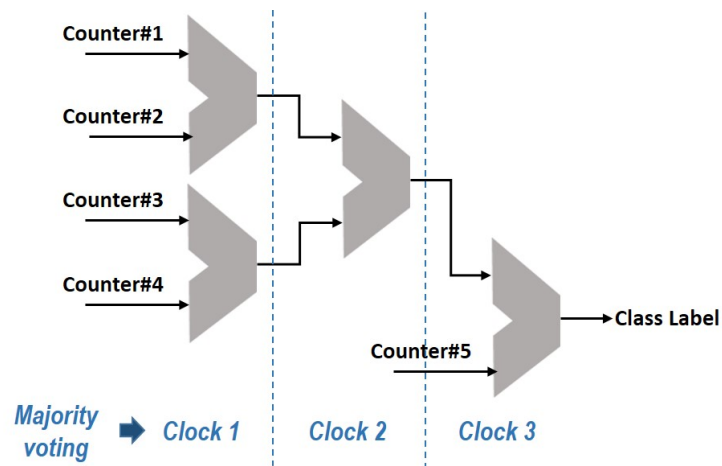 Counter#1
Counter#2
Counter#3
Counter#4
Class Label
Counter#5
Majority
voting
Clock 1
Clock 2
Clock 3